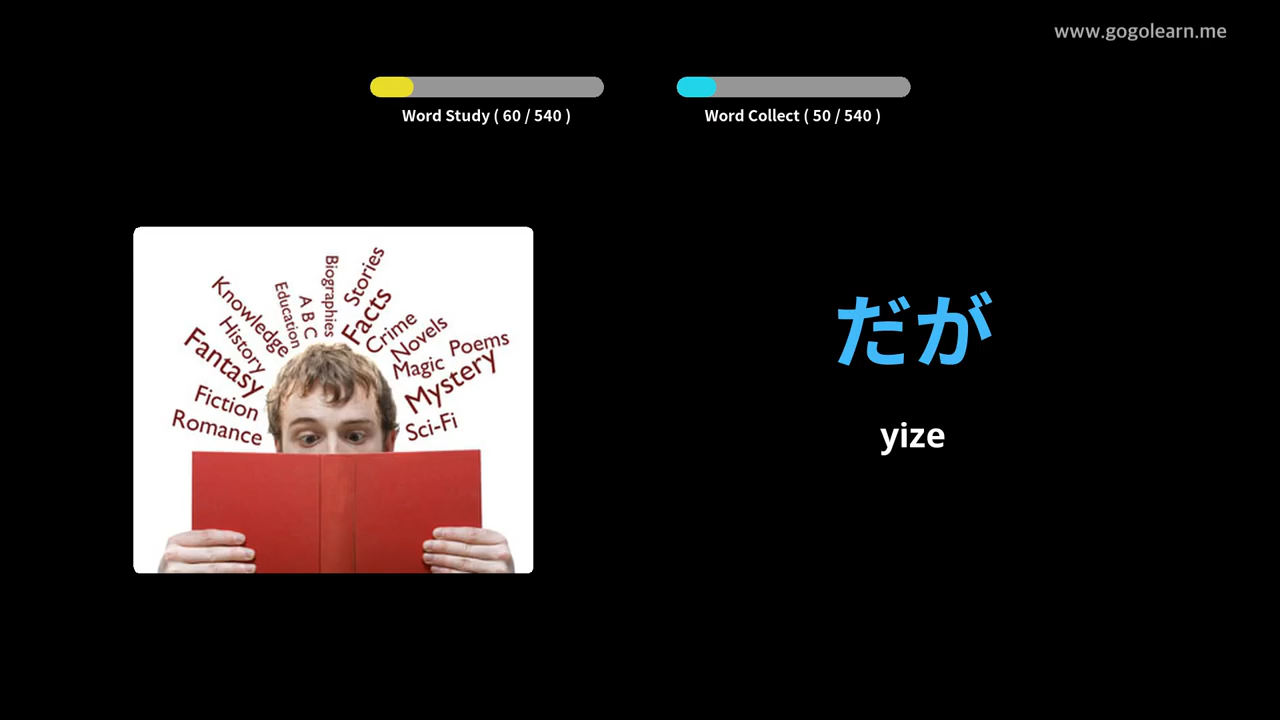 www.gogolearn.me
Word Study ( 60 / 540 )
Word Collect ( 50 / 540 )
Knowledge
Education
A B C
Biographies
Stories
Facts
Crime
Novels
Poems
Magic
Mystery
Sci-Fi
History
Fantasy
Fiction
Romance
だが
yize